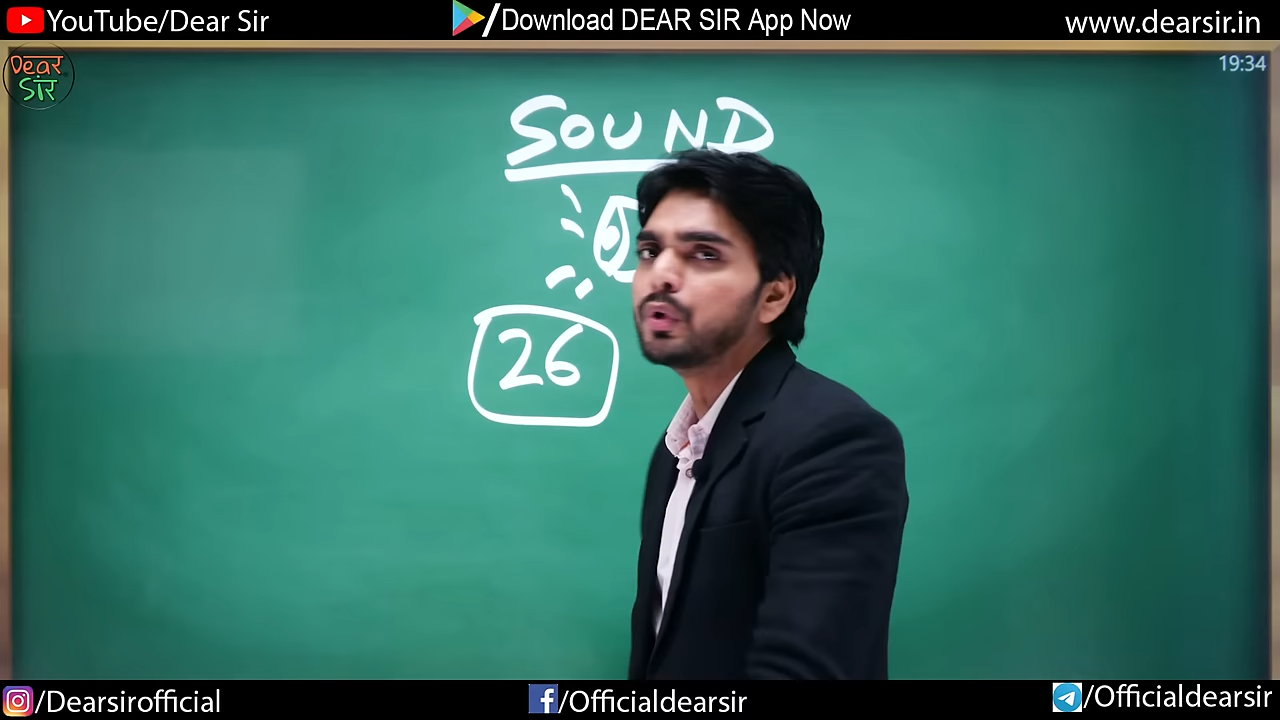 YouTube/Dear Sir
/Download DEAR SIR App Now
www.dearsir.in
Dear
Sir
19:34
SOUND
26
/Dearsirofficial
/Officialdearsir
/Officialdearsir